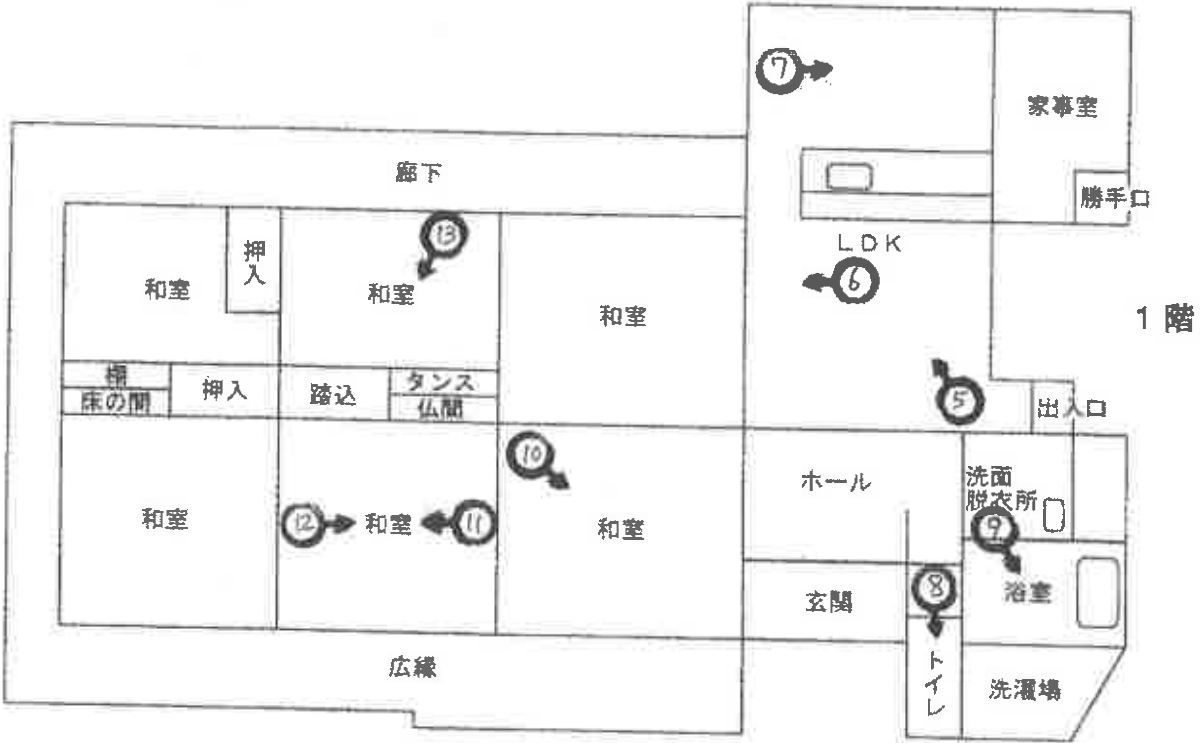 ⑦
家事室
廊下
勝手口
⑬
LDK
押入
和室
和室
⑥
和室
1階
棚
床の間
押入
踏込
タンス
仏間
⑤
出入口
⑩
ホール
洗面
脱衣所
和室
⑫
和室
⑪
和室
⑨
⑧
玄関
浴室
広縁
トイレ
洗濯場